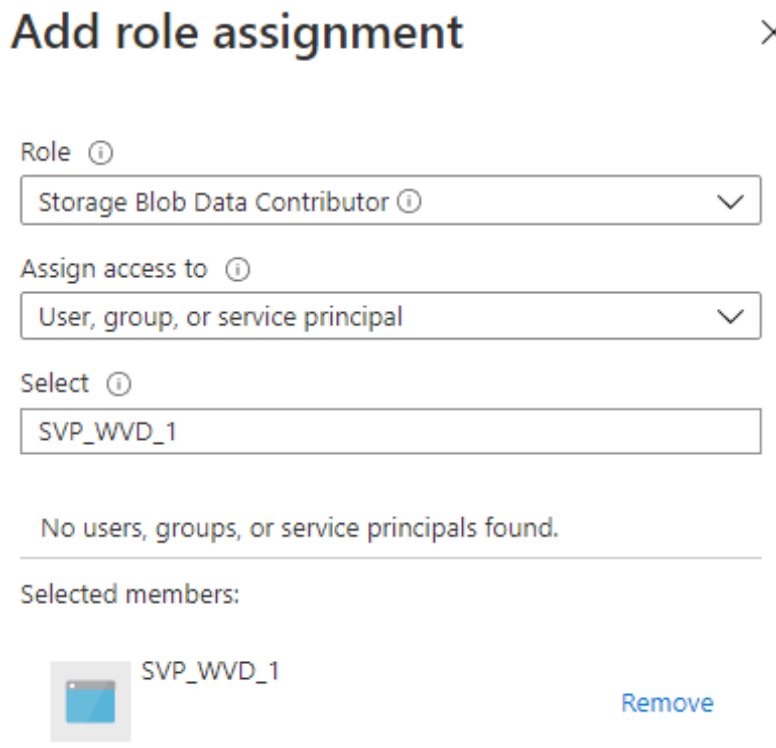 Add role assignment
Role
Storage Blob Data Contributor
Assign access to
User, group, or service principal
Select
SVP_WVD_1
No users, groups, or service principals found.
Selected members:
SVP_WVD_1
Remove